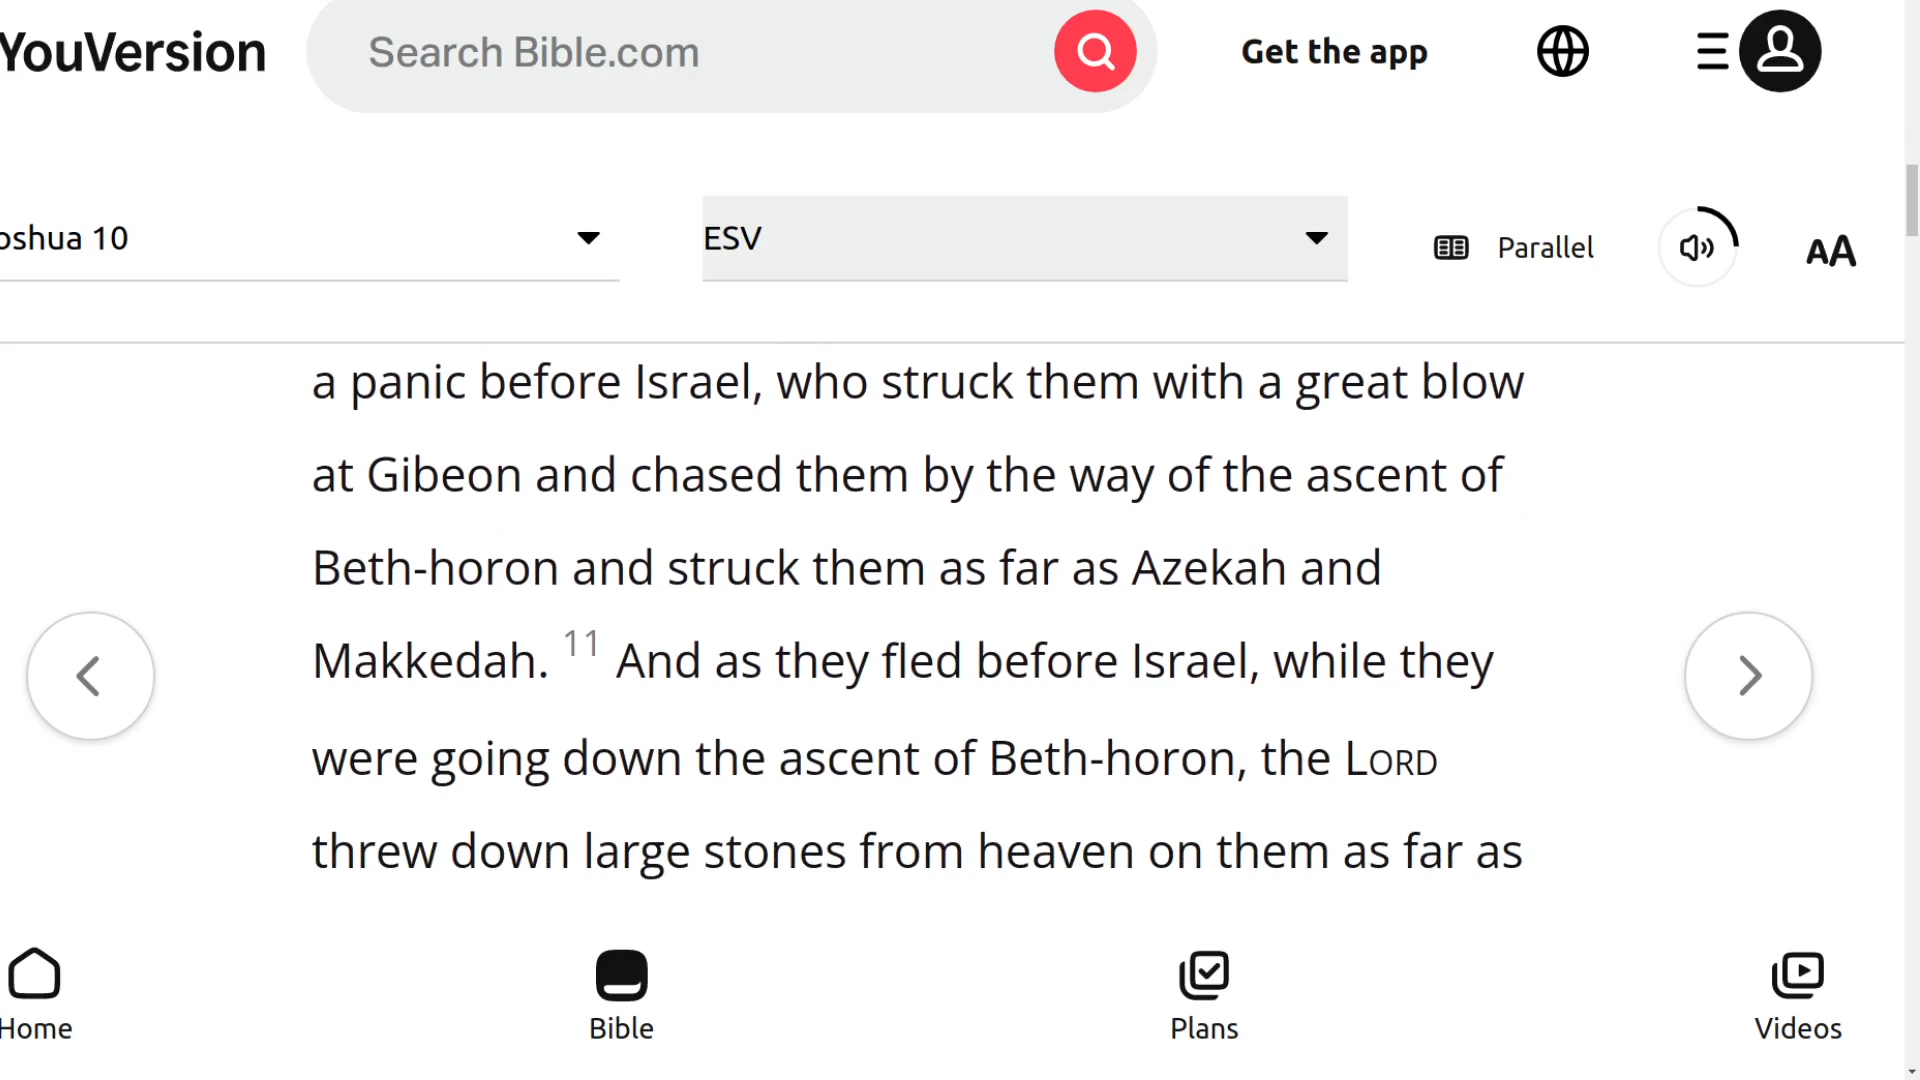 YouVersion
Search Bible.com
Get the app
oshua 10
ESV
Parallel
AA
a panic before Israel, who struck them with a great blow
at Gibeon and chased them by the way of the ascent of
Beth-horon and struck them as far as Azekah and
Makkedah. 11 And as they fled before Israel, while they
were going down the ascent of Beth-horon, the LORD
threw down large stones from heaven on them as far as
Home
Bible
Plans
Videos